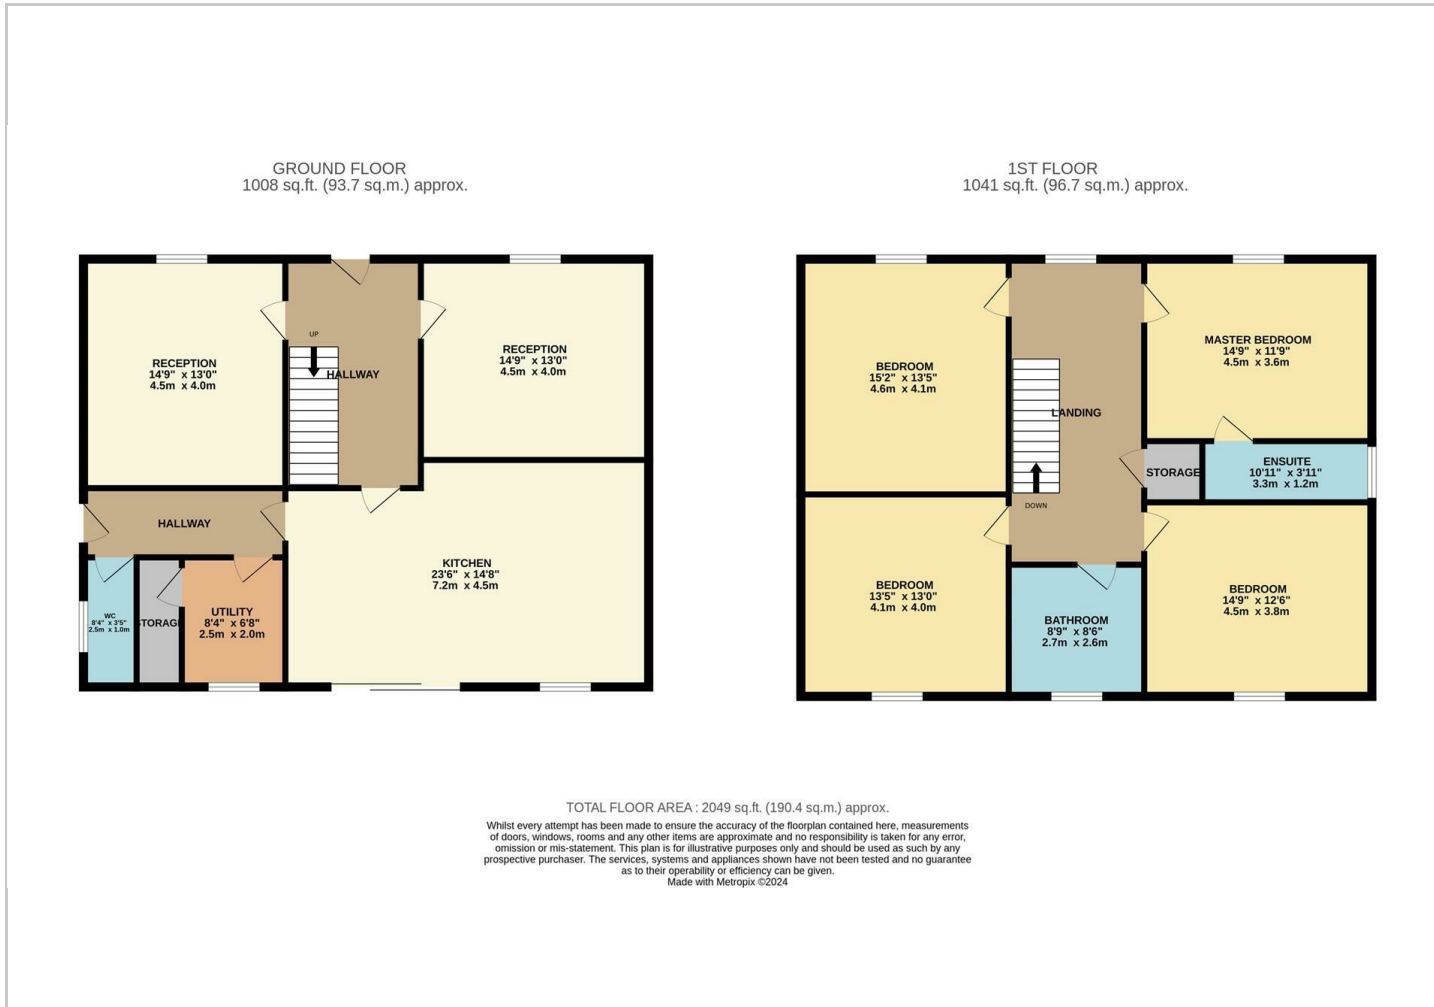 GROUND FLOOR
1008 sq.ft. (93.7 sq.m.) approx.
RECEPTION
14'9" x 13'0"
4.5m x 4.0m
UP
HALLWAY
RECEPTION
14'9" x 13'0"
4.5m x 4.0m
HALLWAY
KITCHEN
23'6" x 14'8"
7.2m x 4.5m
WC
8'4" x 3'5"
2.5m x 1.0m
STORAGE
UTILITY
8'4" x 6'8"
2.5m x 2.0m
1ST FLOOR
1041 sq.ft. (96.7 sq.m.) approx.
BEDROOM
15'2" x 13'5"
4.6m x 4.1m
LANDING
MASTER BEDROOM
14'9" x 11'9"
4.5m x 3.6m
STORAGE
ENSUITE
10'11" x 3'11"
3.3m x 1.2m
DOWN
BEDROOM
13'5" x 13'0"
4.1m x 4.0m
BATHROOM
8'9" x 8'6"
2.7m x 2.6m
BEDROOM
14'9" x 12'6"
4.5m x 3.8m
TOTAL FLOOR AREA : 2049 sq.ft. (190.4 sq.m.) approx.
Whilst every attempt has been made to ensure the accuracy of the floorplan contained here, measurements
of doors, windows, rooms and any other items are approximate and no responsibility is taken for any error,
omission or mis-statement. This plan is for illustrative purposes only and should be used as such by any
prospective purchaser. The services, systems and appliances shown have not been tested and no guarantee
as to their operability or efficiency can be given.
Made with Metropix ©2024